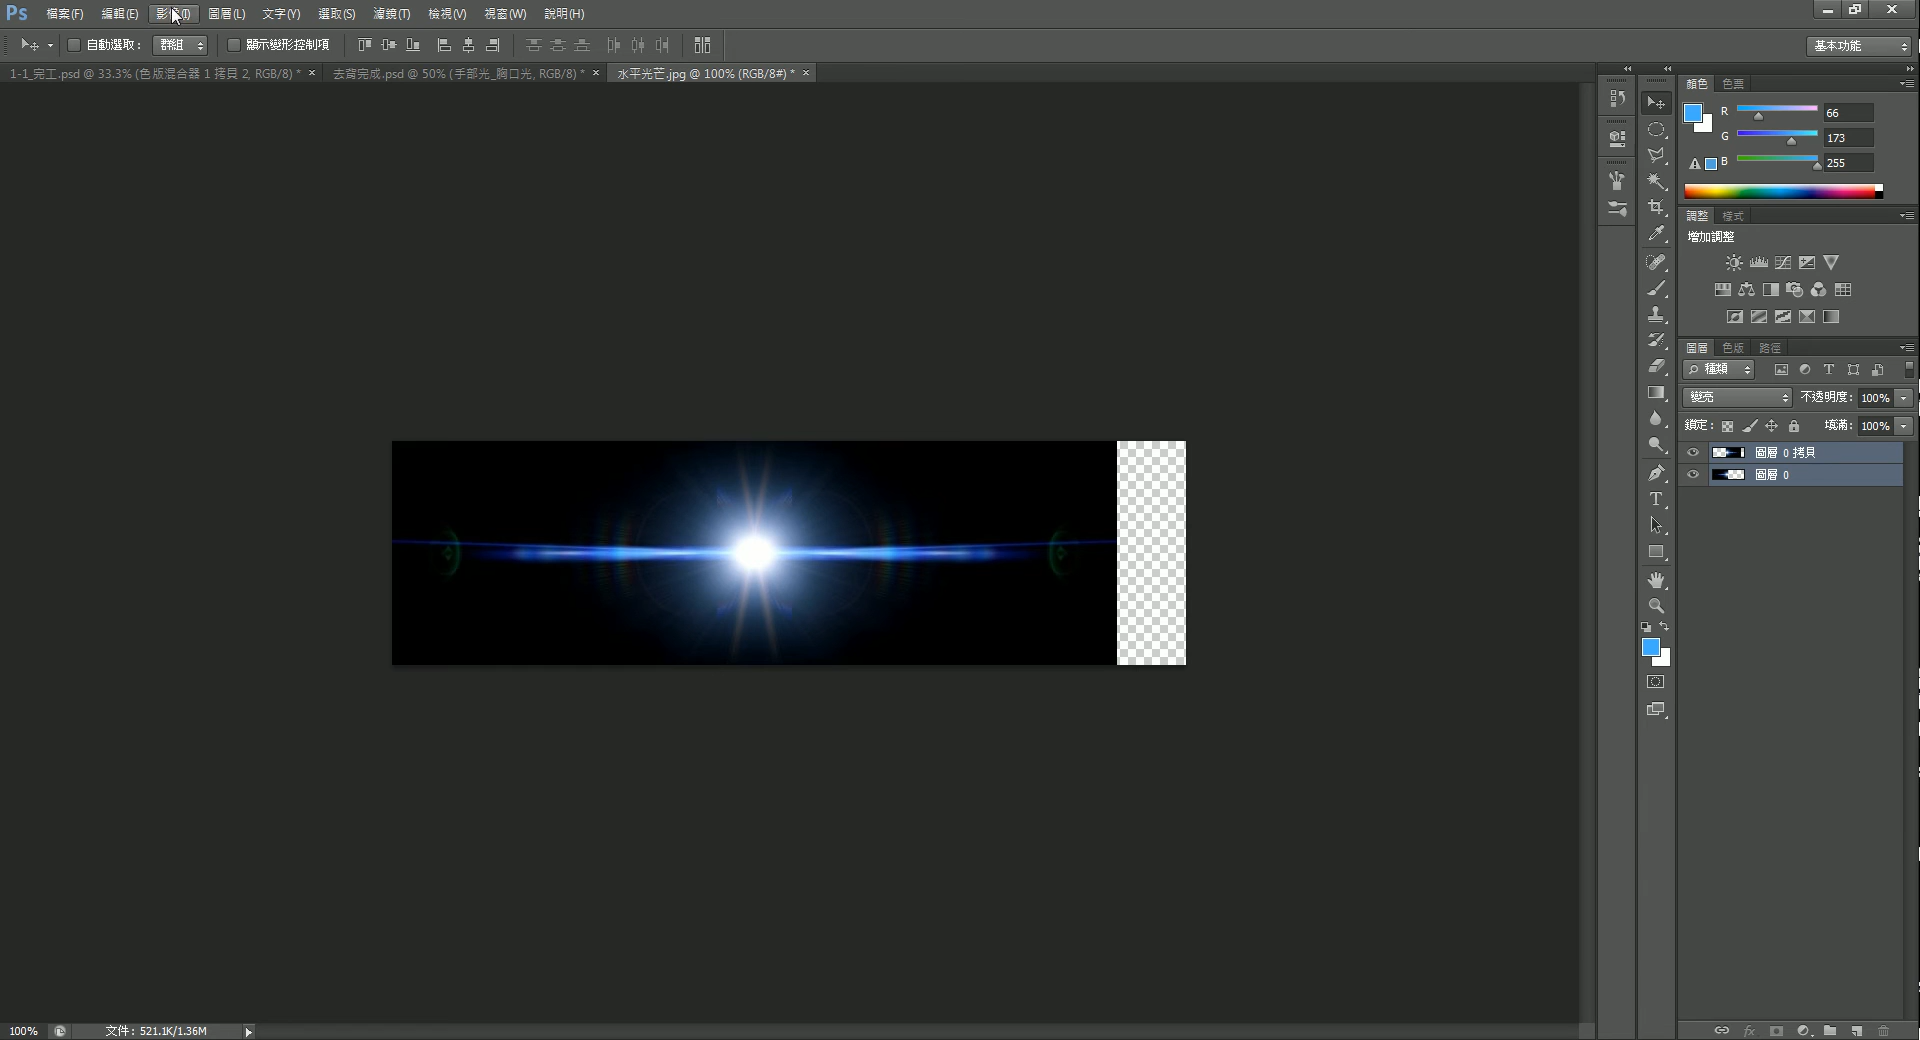 Ps 檔案(F) 編輯(E) 圖層(L) 文字(Y) 選取(S) 濾鏡(T) 檢視(V) 視窗(W) 說明(H)
自動選取： 群組 顯示變形控制項 基本功能
1-1_完工.psd @ 33.3% (色版混合器 1 拷貝 2, RGB/8) * × 去背完成.psd @ 50% (手部光_胸口光, RGB/8) * × 水平光芒.jpg @ 100% (RGB/8#) * ×
顏色 色票
R 66
G 173
B 255
調整 樣式
增加調整
圖層 色版 路徑
種類
變亮 不透明度： 100%
鎖定： 填滿： 100%
圖層 0 拷貝
圖層 0
100% 文件： 521.1K/1.36M